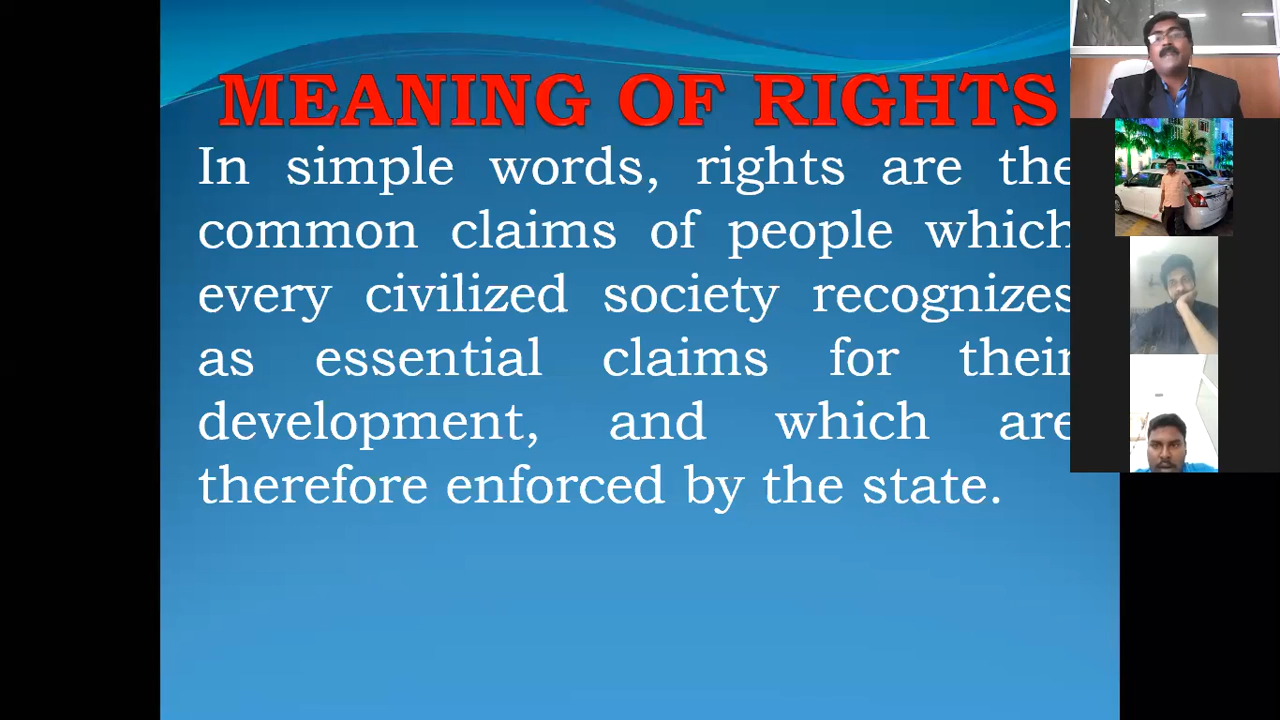 MEANING OF RIGHTS
In simple words, rights are the
common claims of people which
every civilized society recognizes
as essential claims for their
development, and which are
therefore enforced by the state.